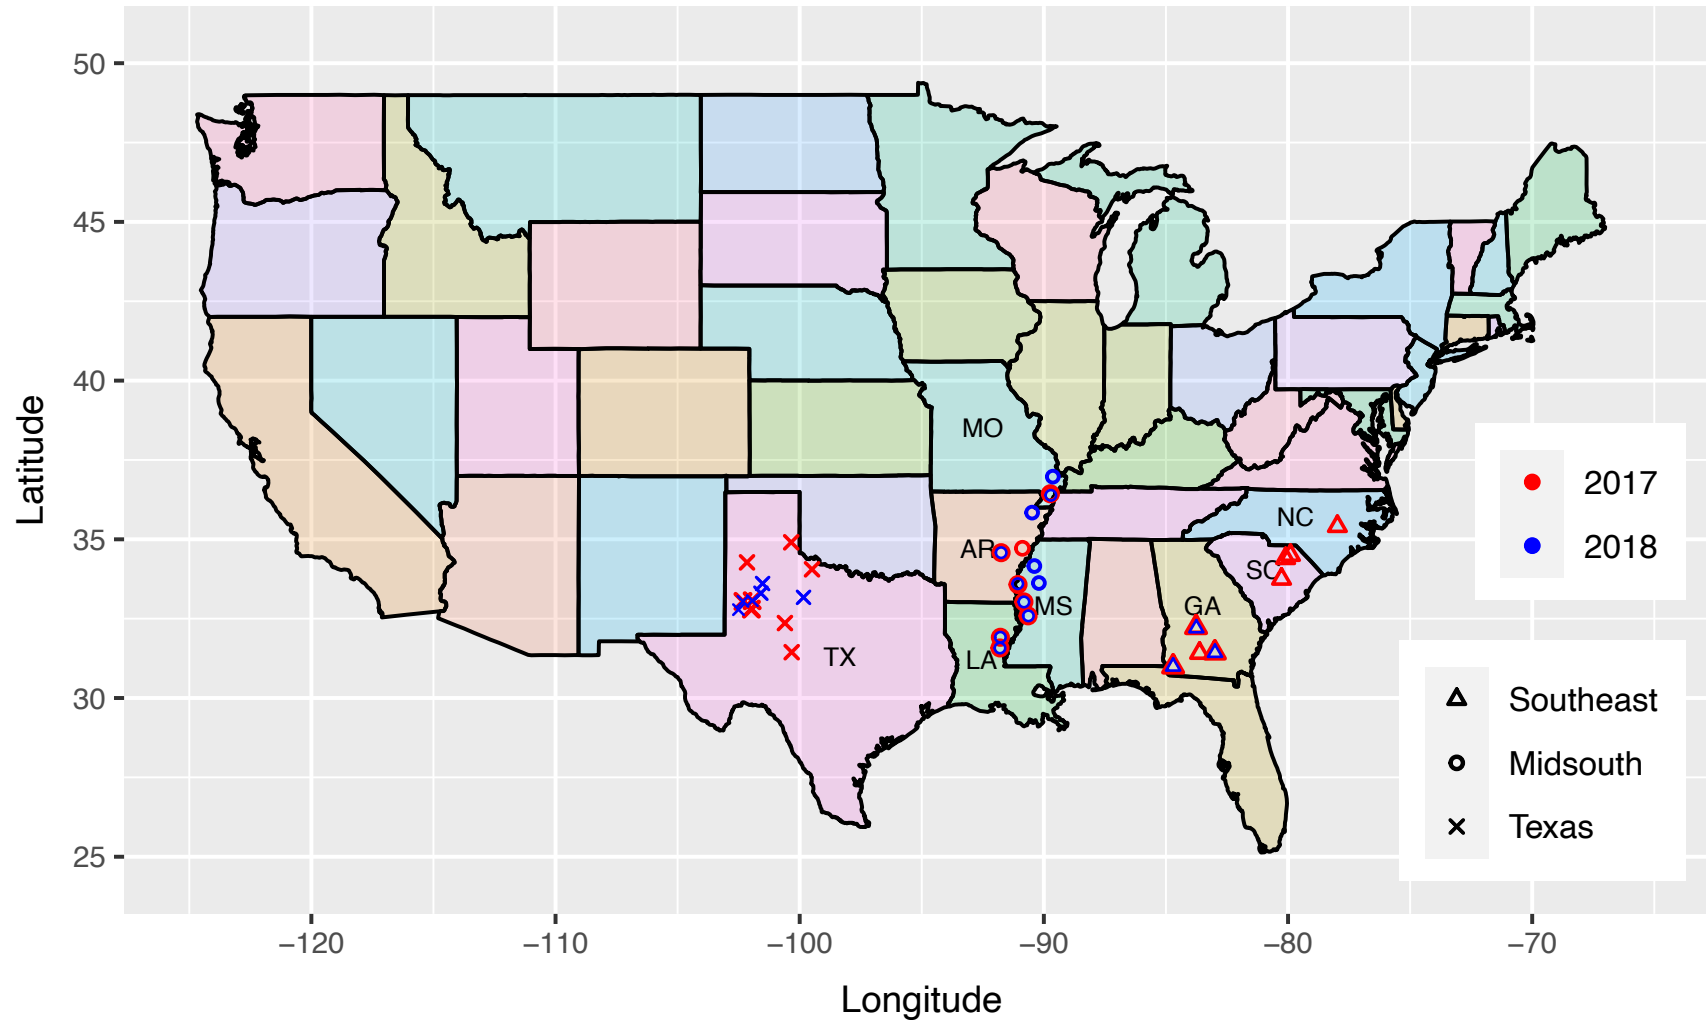 50
45
40
35
30
25
Latitude
MO
NC
AR
SC
MS
GA
TX
LA
2017
2018
Southeast
Midsouth
Texas
−120
−110
−100
−90
−80
−70
Longitude